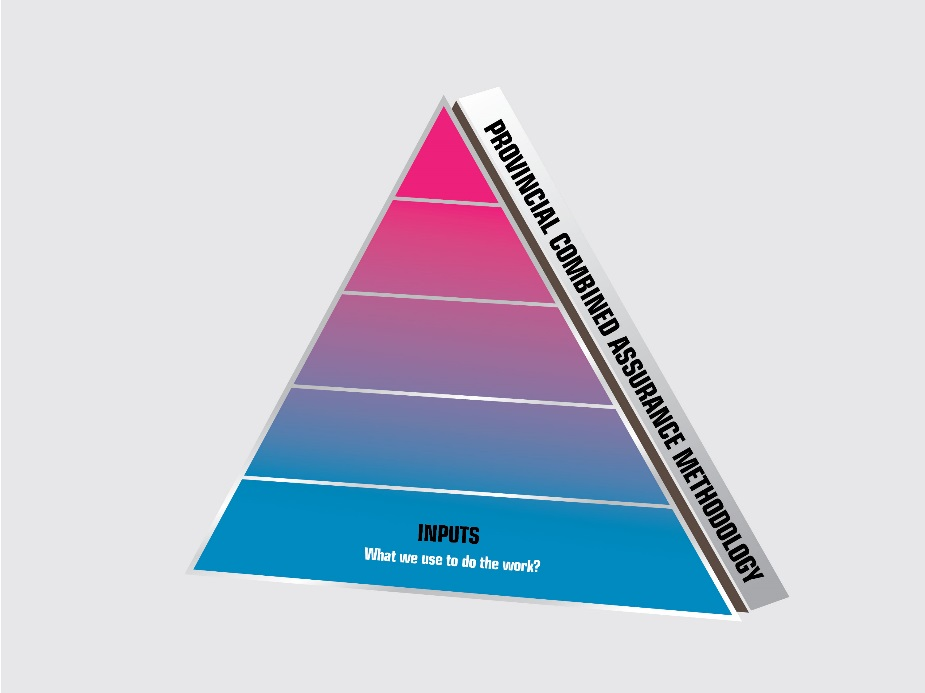 PROVINCIAL COMBINED ASSURANCE METHODOLOGY
INPUTS
What we use to do the work?